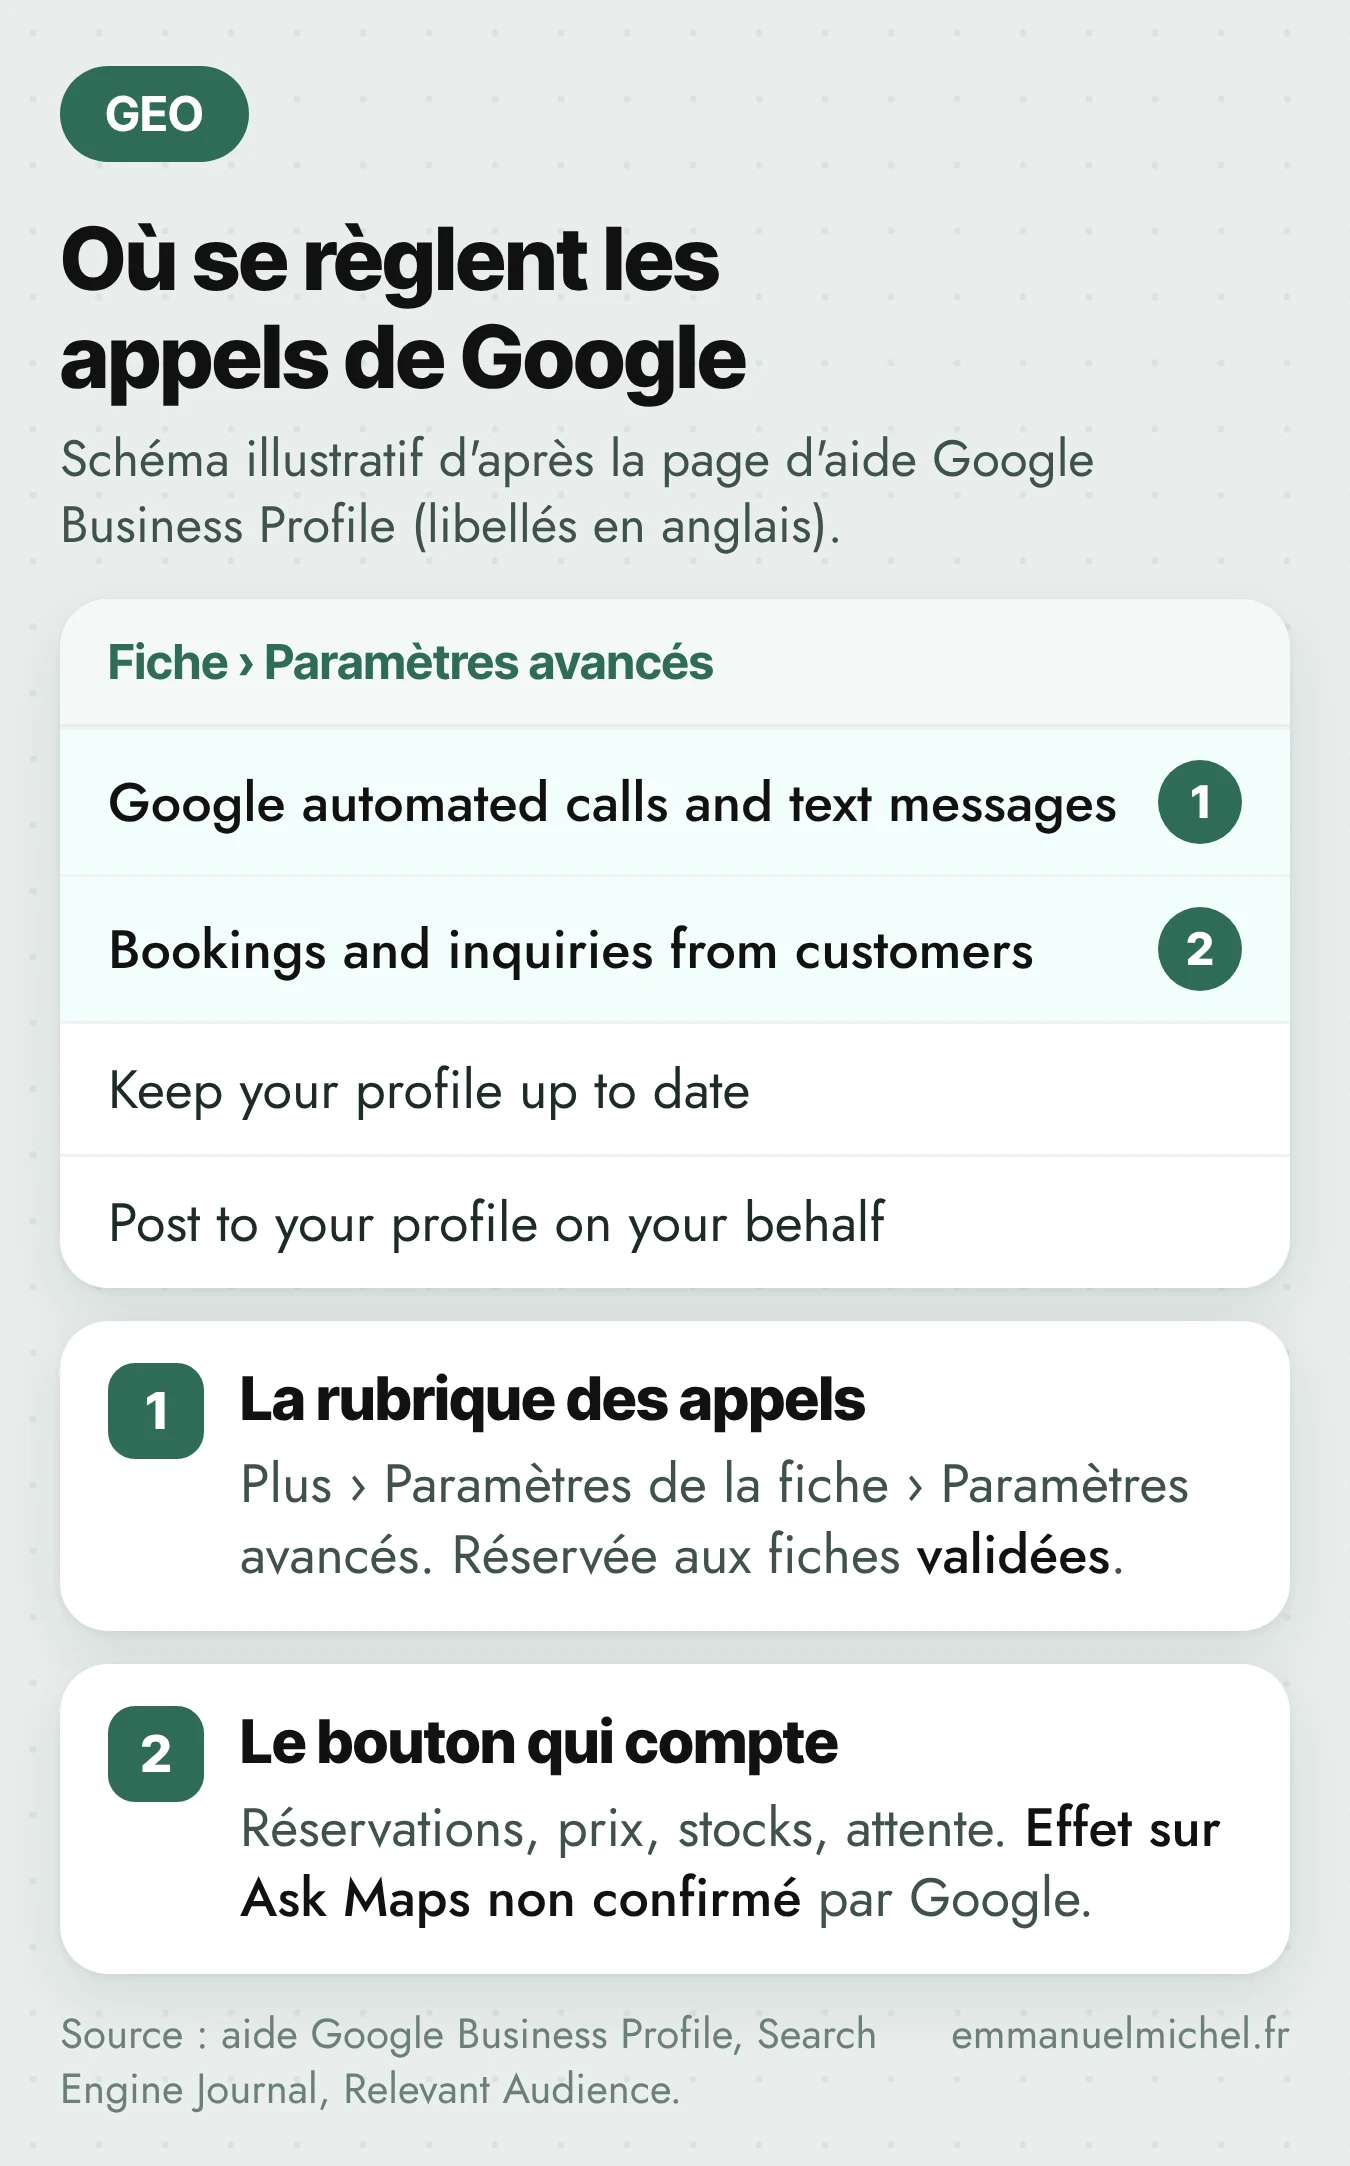 GEO
Où se règlent les
appels de Google
Schéma illustratif d'après la page d'aide Google
Business Profile (libellés en anglais).
Fiche › Paramètres avancés
Google automated calls and text messages 1
Bookings and inquiries from customers 2
Keep your profile up to date
Post to your profile on your behalf
1 La rubrique des appels
Plus › Paramètres de la fiche › Paramètres
avancés. Réservée aux fiches validées.
2 Le bouton qui compte
Réservations, prix, stocks, attente. Effet sur
Ask Maps non confirmé par Google.
Source : aide Google Business Profile, Search emmanuelmichel.fr
Engine Journal, Relevant Audience.